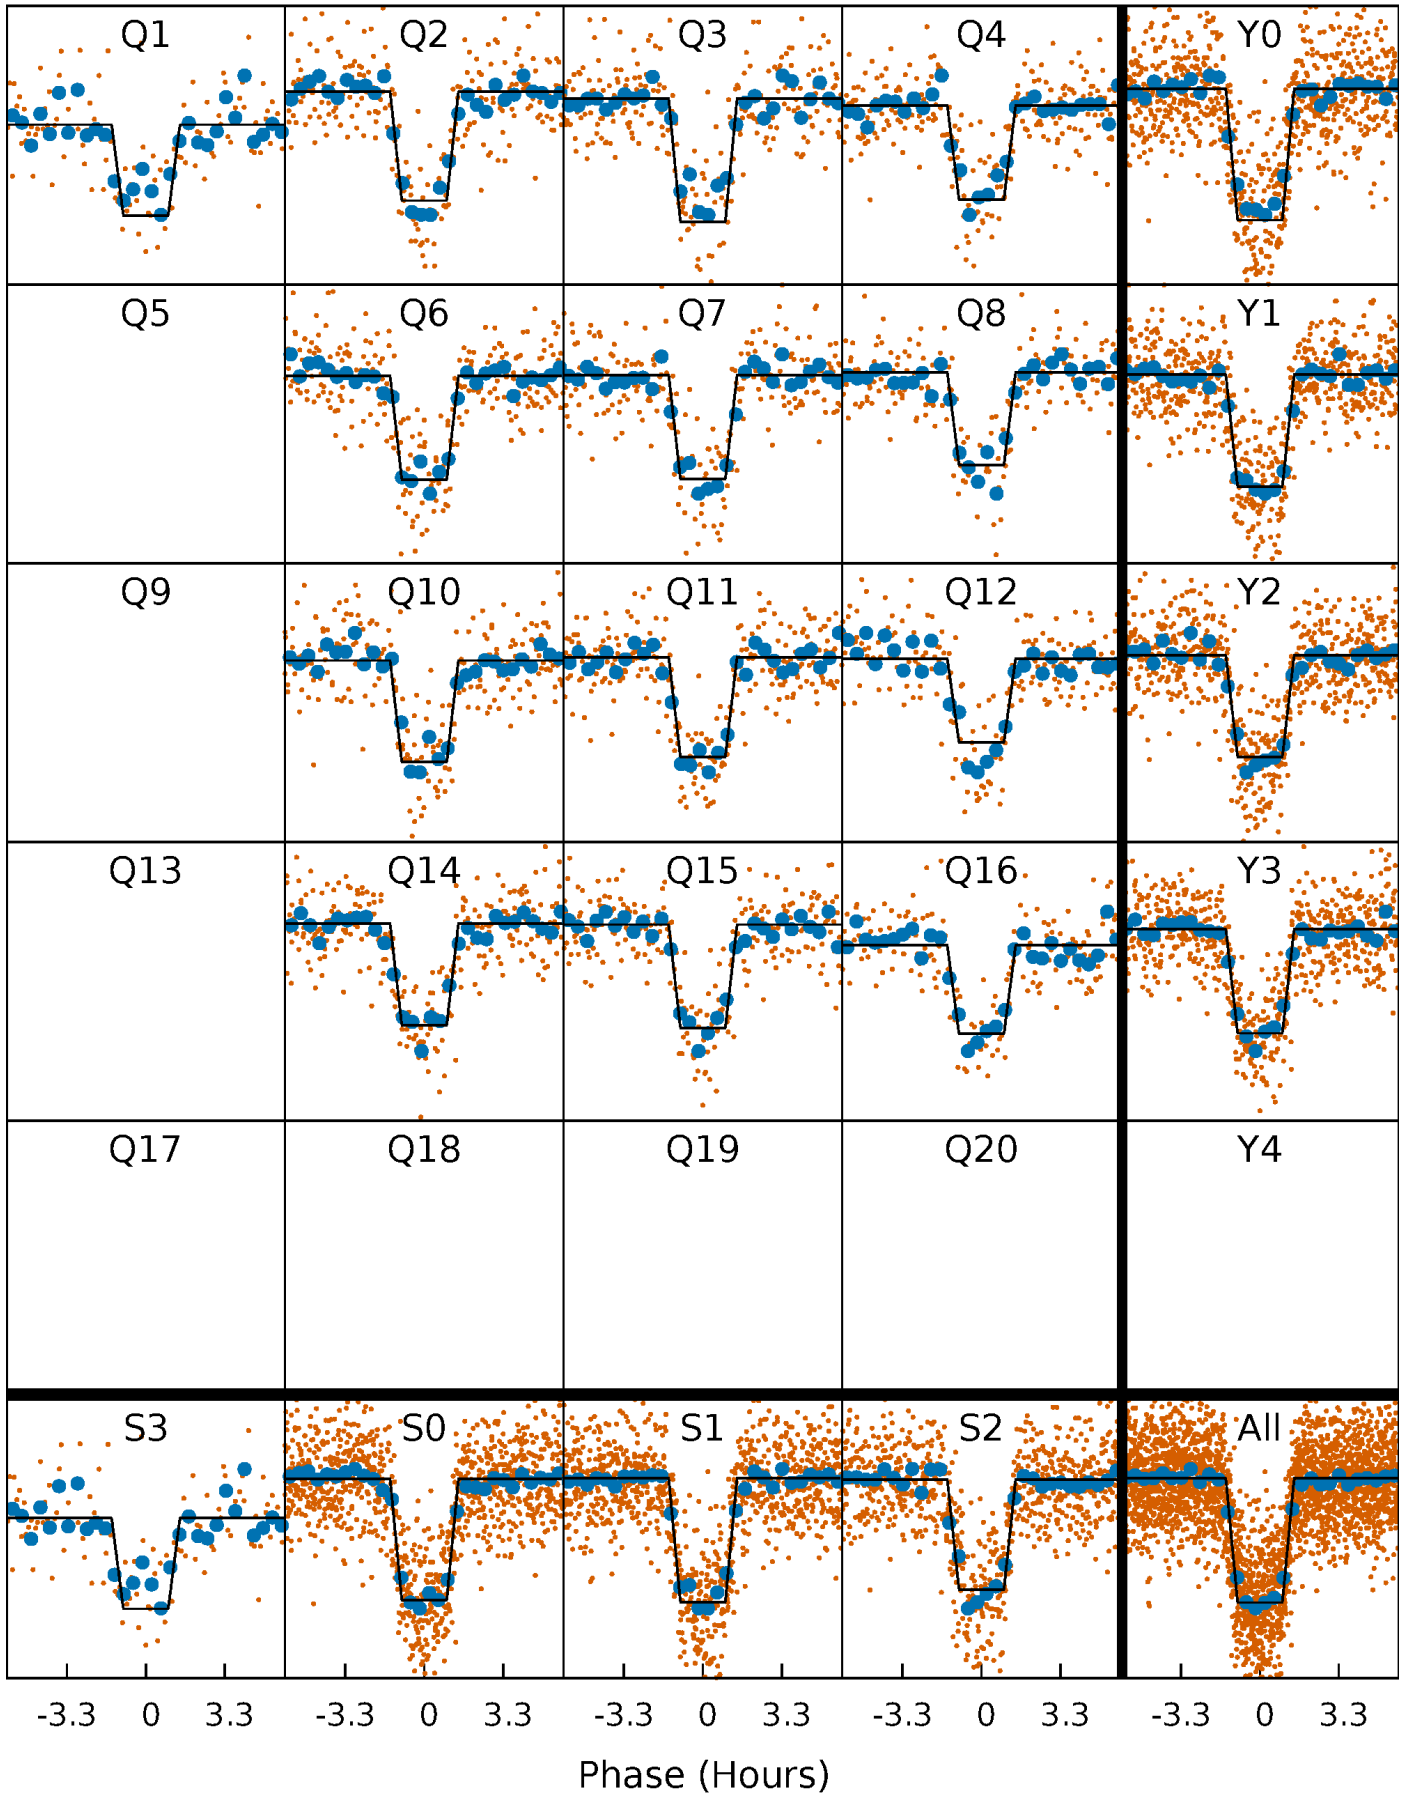 Q1 Q2 Q3 Q4 Y0
Q5 Q6 Q7 Q8 Y1
Q9 Q10 Q11 Q12 Y2
Q13 Q14 Q15 Q16 Y3
Q17 Q18 Q19 Q20 Y4
S3 S0 S1 S2 All
-3.3 0 3.3 -3.3 0 3.3 -3.3 0 3.3 -3.3 0 3.3 -3.3 0 3.3
Phase (Hours)